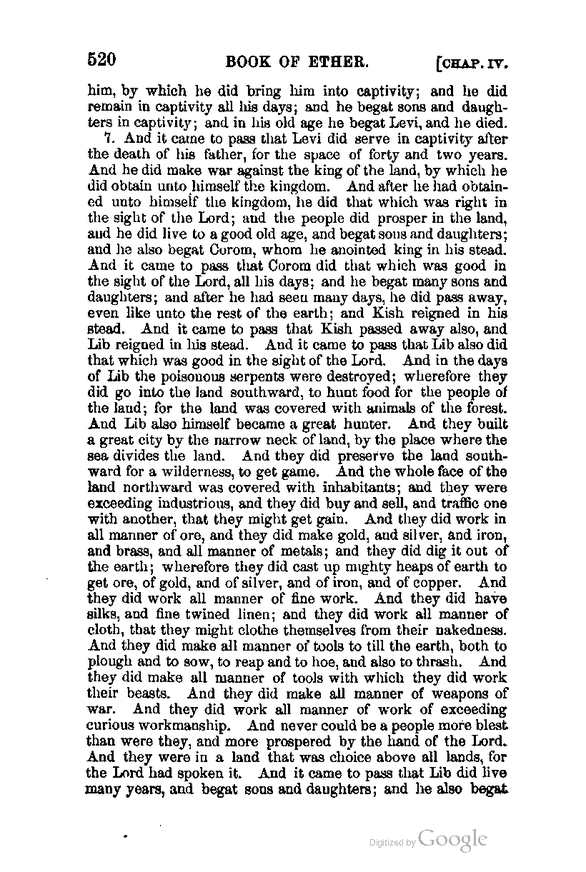 520 BOOK OF ETHER. [CHAP. IV.
him, by which he did bring him into captivity; and he did
remain in captivity all his days; and he begat sons and daugh-
ters in captivity; and in his old age he begat Levi, and he died.
7. And it came to pass that Levi did serve in captivity after
the death of his father, for the space of forty and two years.
And he did make war against the king of the land, by which he
did obtain unto himself the kingdom. And after he had obtain-
ed unto himself the kingdom, he did that which was right in
the sight of the Lord; and the people did prosper in the land,
and he did live to a good old age, and begat sons and daughters;
and he also begat Corom, whom he anointed king in his stead.
And it came to pass that Corom did that which was good in
the sight of the Lord, all his days; and he begat many sons and
daughters; and after he had seen many days, he did pass away,
even like unto the rest of the earth; and Kish reigned in his
stead. And it came to pass that Kish passed away also, and
Lib reigned in his stead. And it came to pass that Lib also did
that which was good in the sight of the Lord. And in the days
of Lib the poisonous serpents were destroyed; wherefore they
did go into the land southward, to hunt food for the people of
the land; for the land was covered with animals of the forest.
And Lib also himself became a great hunter. And they built
a great city by the narrow neck of land, by the place where the
sea divides the land. And they did preserve the land south-
ward for a wilderness, to get game. And the whole face of the
land northward was covered with inhabitants; and they were
exceeding industrious, and they did buy and sell, and traffic one
with another, that they might get gain. And they did work in
all manner of ore, and they did make gold, and silver, and iron,
and brass, and all manner of metals; and they did dig it out of
the earth; wherefore they did cast up mighty heaps of earth to
get ore, of gold, and of silver, and of iron, and of copper. And
they did work all manner of fine work. And they did have
silks, and fine twined linen; and they did work all manner of
cloth, that they might clothe themselves from their nakedness.
And they did make all manner of tools to till the earth, both to
plough and to sow, to reap and to hoe, and also to thrash. And
they did make all manner of tools with which they did work
their beasts. And they did make all manner of weapons of
war. And they did work all manner of work of exceeding
curious workmanship. And never could be a people more blest
than were they, and more prospered by the hand of the Lord.
And they were in a land that was choice above all lands, for
the Lord had spoken it. And it came to pass that Lib did live
many years, and begat sons and daughters; and he also begat
Digitized by Google